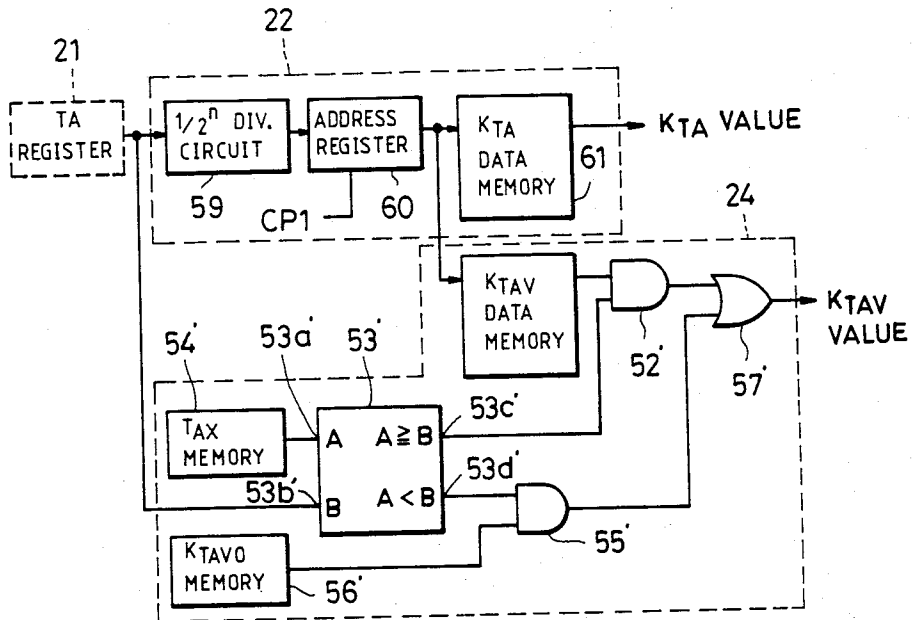 21
22
TA
REGISTER
1/2ⁿ DIV.
CIRCUIT
59
ADDRESS
REGISTER
60
CP1
KTA
DATA
MEMORY
61
KTA VALUE
24
KTAV
DATA
MEMORY
52'
57'
KTAV
VALUE
54'
53a'
53'
53c'
TAX
MEMORY
A A≧B
53b'
B A<B
53d'
55'
KTAVO
MEMORY
56'